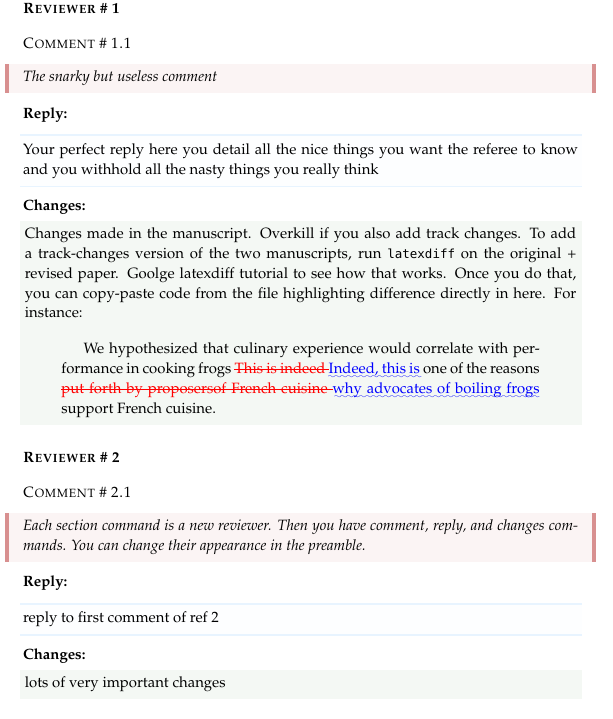 REVIEWER # 1
COMMENT # 1.1
The snarky but useless comment
Reply:
Your perfect reply here you detail all the nice things you want the referee to know
and you withhold all the nasty things you really think
Changes:
Changes made in the manuscript. Overkill if you also add track changes. To add
a track-changes version of the two manuscripts, run latexdiff on the original +
revised paper. Goolge latexdiff tutorial to see how that works. Once you do that,
you can copy-paste code from the file highlighting difference directly in here. For
instance:
We hypothesized that culinary experience would correlate with per-
formance in cooking frogs This is indeed Indeed, this is one of the reasons
put forth by proposersof French cuisine why advocates of boiling frogs
support French cuisine.
REVIEWER # 2
COMMENT # 2.1
Each section command is a new reviewer. Then you have comment, reply, and changes com-
mands. You can change their appearance in the preamble.
Reply:
reply to first comment of ref 2
Changes:
lots of very important changes